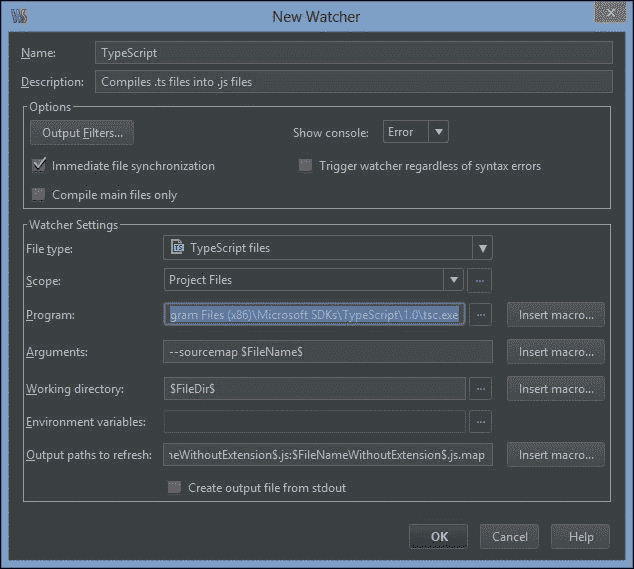 WS
New Watcher
Name: TypeScript
Description: Compiles .ts files into .js files
Options
Output Filters...
Show console: Error
Immediate file synchronization
Trigger watcher regardless of syntax errors
Compile main files only
Watcher Settings
File type: TypeScript files
Scope: Project Files ...
Program: gram Files (x86)\Microsoft SDKs\TypeScript\1.0\tsc.exe ... Insert macro...
Arguments: --sourcemap $FileName$ Insert macro...
Working directory: $FileDir$ ... Insert macro...
Environment variables: ...
Output paths to refresh: neWithoutExtension$.js:$FileNameWithoutExtension$.js.map Insert macro...
Create output file from stdout
OK Cancel Help